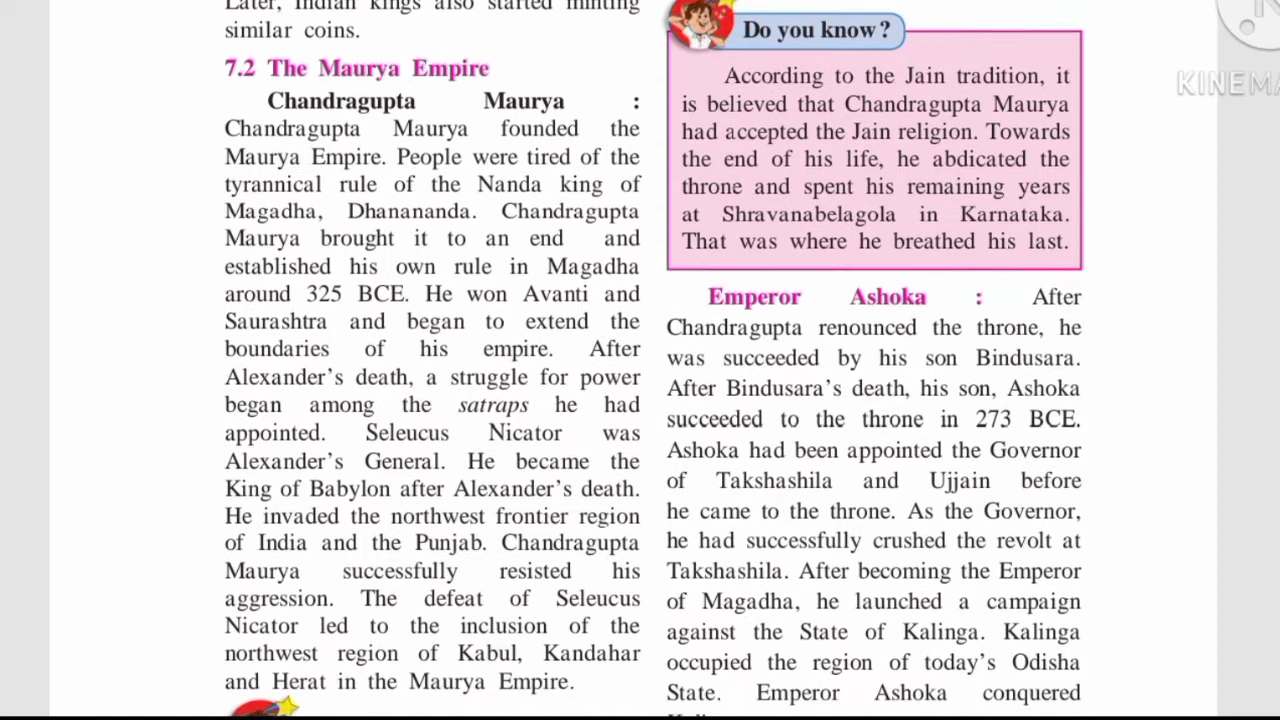 Later, Indian kings also started minting
similar coins.
7.2 The Maurya Empire
Chandragupta Maurya :
Chandragupta Maurya founded the
Maurya Empire. People were tired of the
tyrannical rule of the Nanda king of
Magadha, Dhanananda. Chandragupta
Maurya brought it to an end and
established his own rule in Magadha
around 325 BCE. He won Avanti and
Saurashtra and began to extend the
boundaries of his empire. After
Alexander's death, a struggle for power
began among the satraps he had
appointed. Seleucus Nicator was
Alexander's General. He became the
King of Babylon after Alexander's death.
He invaded the northwest frontier region
of India and the Punjab. Chandragupta
Maurya successfully resisted his
aggression. The defeat of Seleucus
Nicator led to the inclusion of the
northwest region of Kabul, Kandahar
and Herat in the Maurya Empire.
Do you know?
According to the Jain tradition, it
is believed that Chandragupta Maurya
had accepted the Jain religion. Towards
the end of his life, he abdicated the
throne and spent his remaining years
at Shravanabelagola in Karnataka.
That was where he breathed his last.
Emperor Ashoka : After
Chandragupta renounced the throne, he
was succeeded by his son Bindusara.
After Bindusara's death, his son, Ashoka
succeeded to the throne in 273 BCE.
Ashoka had been appointed the Governor
of Takshashila and Ujjain before
he came to the throne. As the Governor,
he had successfully crushed the revolt at
Takshashila. After becoming the Emperor
of Magadha, he launched a campaign
against the State of Kalinga. Kalinga
occupied the region of today's Odisha
State. Emperor Ashoka conquered
KINEMA